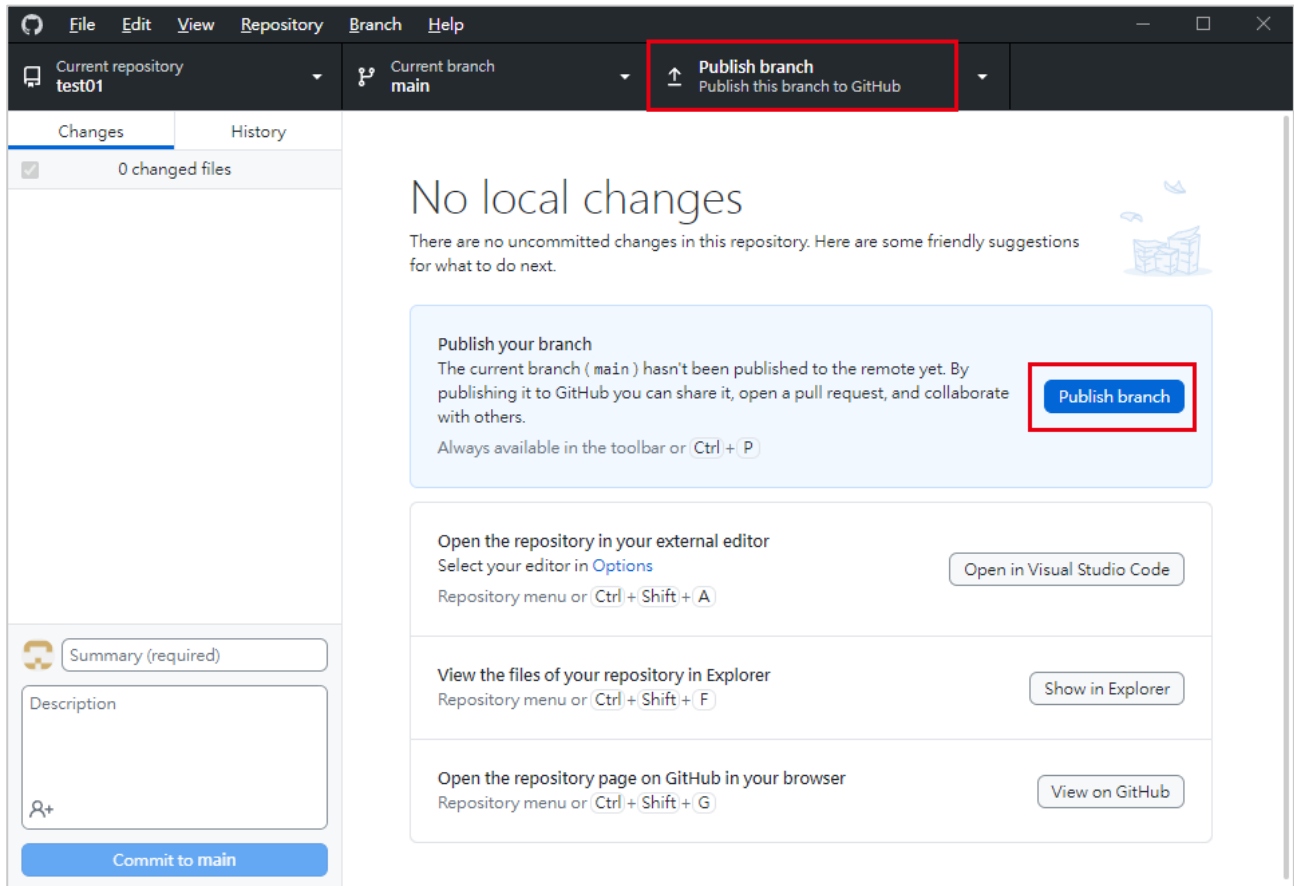 File Edit View Repository Branch Help
Current repository
test01
Current branch
main
Publish branch
Publish this branch to GitHub
Changes History
0 changed files
No local changes
There are no uncommitted changes in this repository. Here are some friendly suggestions
for what to do next.
Publish your branch
The current branch ( main ) hasn't been published to the remote yet. By
publishing it to GitHub you can share it, open a pull request, and collaborate
with others.
Always available in the toolbar or Ctrl + P
Publish branch
Open the repository in your external editor
Select your editor in Options
Repository menu or Ctrl + Shift + A
Open in Visual Studio Code
View the files of your repository in Explorer
Repository menu or Ctrl + Shift + F
Show in Explorer
Open the repository page on GitHub in your browser
Repository menu or Ctrl + Shift + G
View on GitHub
Summary (required)
Description
Commit to main